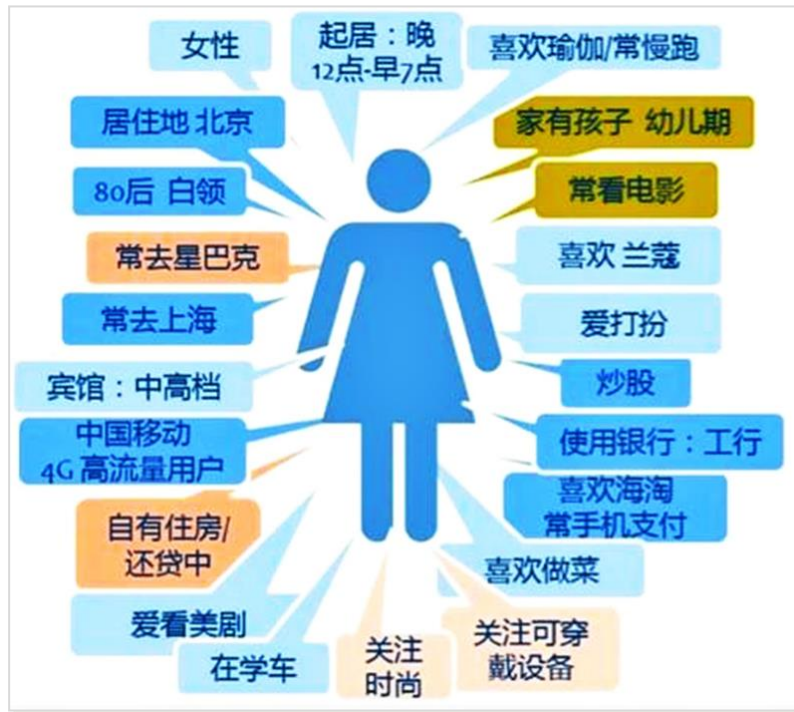 女性
起居：晚
12点-早7点
喜欢瑜伽/常慢跑
居住地 北京
家有孩子 幼儿期
80后 白领
常看电影
常去星巴克
喜欢 兰蔻
常去上海
爱打扮
宾馆：中高档
炒股
中国移动
4G 高流量用户
使用银行：工行
喜欢海淘
常手机支付
自有住房/
还贷中
喜欢做菜
爱看美剧
在学车
关注
时尚
关注可穿
戴设备